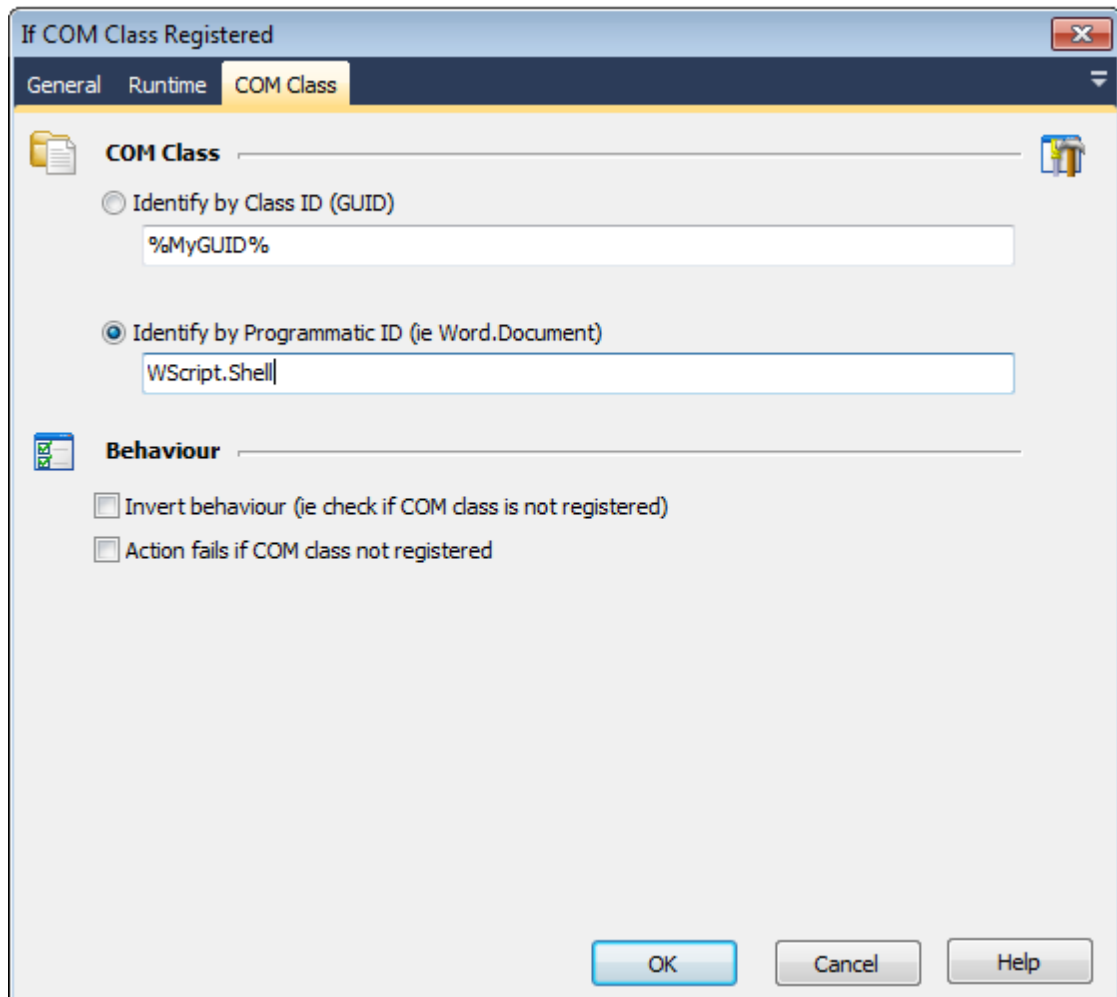 If COM Class Registered
General Runtime COM Class
COM Class
Identify by Class ID (GUID)
%MyGUID%
Identify by Programmatic ID (ie Word.Document)
WScript.Shell
Behaviour
Invert behaviour (ie check if COM class is not registered)
Action fails if COM class not registered
OK Cancel Help